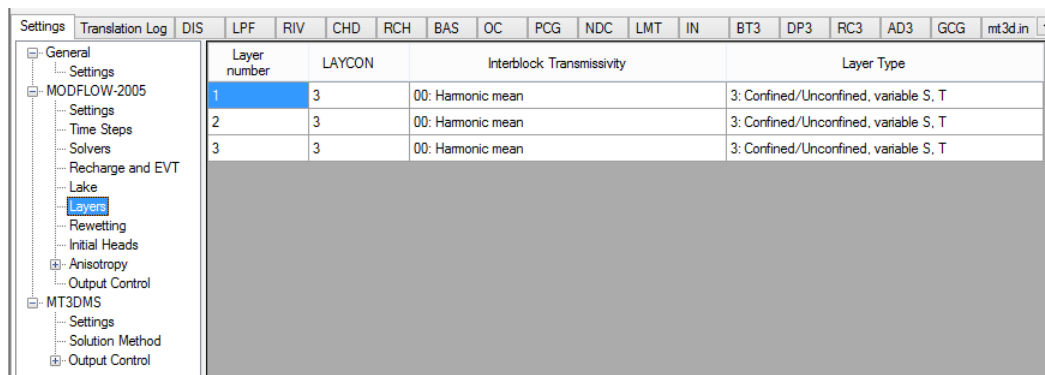 Settings Translation Log DIS LPF RIV CHD RCH BAS OC PCG NDC LMT IN BT3 DP3 RC3 AD3 GCG mt3d.in
General
Settings
MODFLOW-2005
Settings
Time Steps
Solvers
Recharge and EVT
Lake
Layers
Rewetting
Initial Heads
Anisotropy
Output Control
MT3DMS
Settings
Solution Method
Output Control
Layer number LAYCON Interblock Transmissivity Layer Type
1 3 00: Harmonic mean 3: Confined/Unconfined, variable S, T
2 3 00: Harmonic mean 3: Confined/Unconfined, variable S, T
3 3 00: Harmonic mean 3: Confined/Unconfined, variable S, T